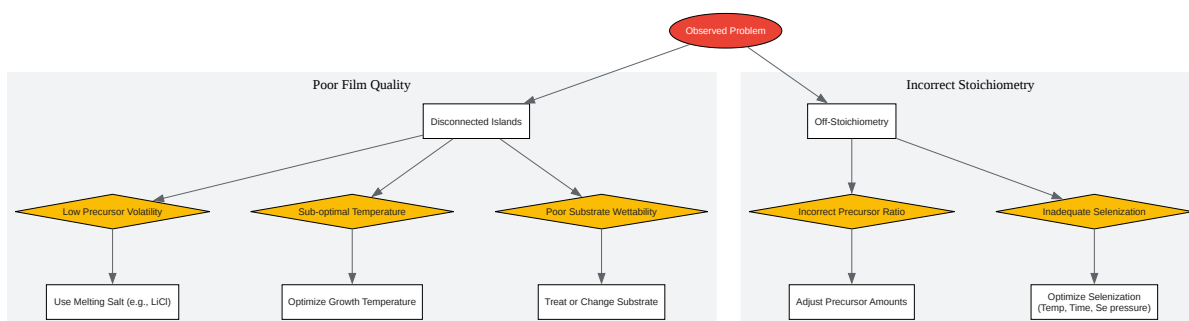 Observed Problem
Poor Film Quality
Incorrect Stoichiometry
Disconnected Islands
Off-Stoichiometry
Low Precursor Volatility
Sub-optimal Temperature
Poor Substrate Wettability
Incorrect Precursor Ratio
Inadequate Selenization
Use Melting Salt (e.g., LiCl)
Optimize Growth Temperature
Treat or Change Substrate
Adjust Precursor Amounts
Optimize Selenization
(Temp, Time, Se pressure)